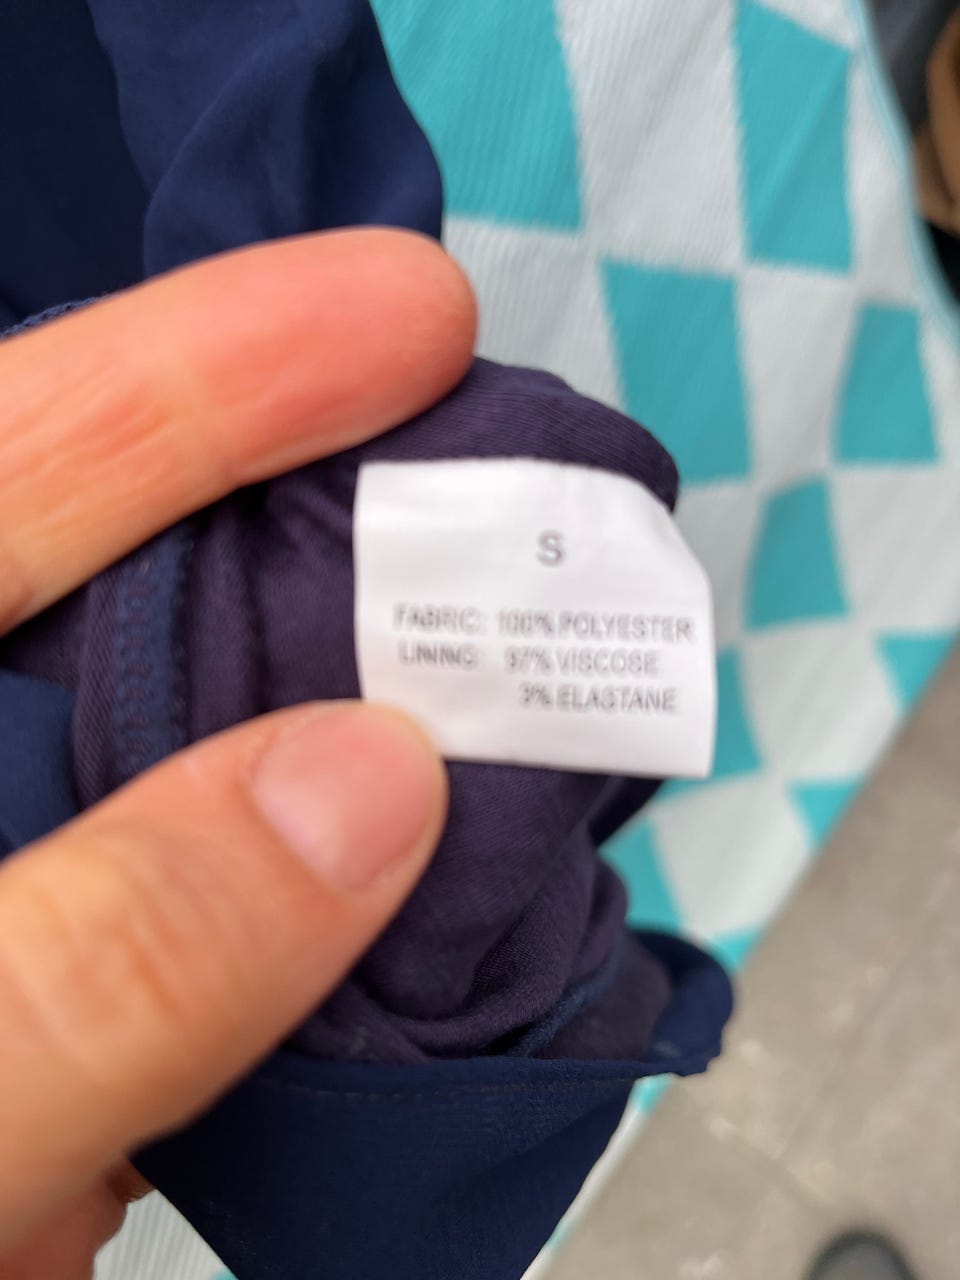 S
FABRIC: 100% POLYESTER
LINING: 97% VISCOSE
3% ELASTANE